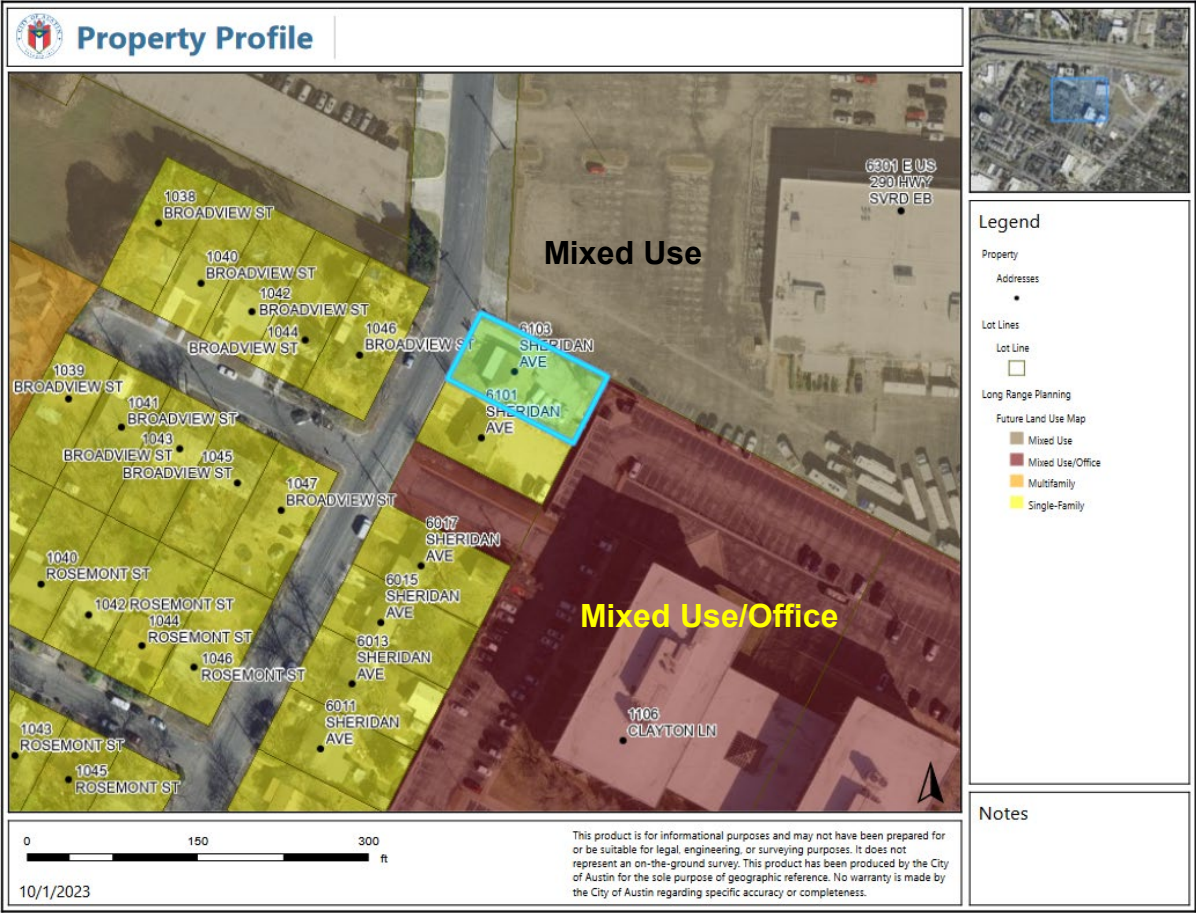 Property Profile
6301 E US
290 HWY
SVRD EB
1038
BROADVIEW ST
Mixed Use
1040
BROADVIEW ST
1042
BROADVIEW ST
1044
BROADVIEW ST
1046
BROADVIEW ST
6103
SHERIDAN
AVE
1039
BROADVIEW ST
6101
SHERIDAN
AVE
1041
BROADVIEW ST
1043
BROADVIEW ST
1045
BROADVIEW ST
1047
BROADVIEW ST
6017
SHERIDAN
AVE
1040
ROSEMONT ST
6015
SHERIDAN
AVE
1042 ROSEMONT ST
1044
ROSEMONT ST
Mixed Use/Office
6013
SHERIDAN
AVE
1046
ROSEMONT ST
6011
SHERIDAN
AVE
1106
CLAYTON LN
1043
ROSEMONT ST
1045
ROSEMONT ST
Legend
Property
Addresses
Lot Lines
Lot Line
Long Range Planning
Future Land Use Map
Mixed Use
Mixed Use/Office
Multifamily
Single-Family
Notes
0 150 300
ft
10/1/2023
This product is for informational purposes and may not have been prepared for
or be suitable for legal, engineering, or surveying purposes. It does not
represent an on-the-ground survey. This product has been produced by the City
of Austin for the sole purpose of geographic reference. No warranty is made by
the City of Austin regarding specific accuracy or completeness.